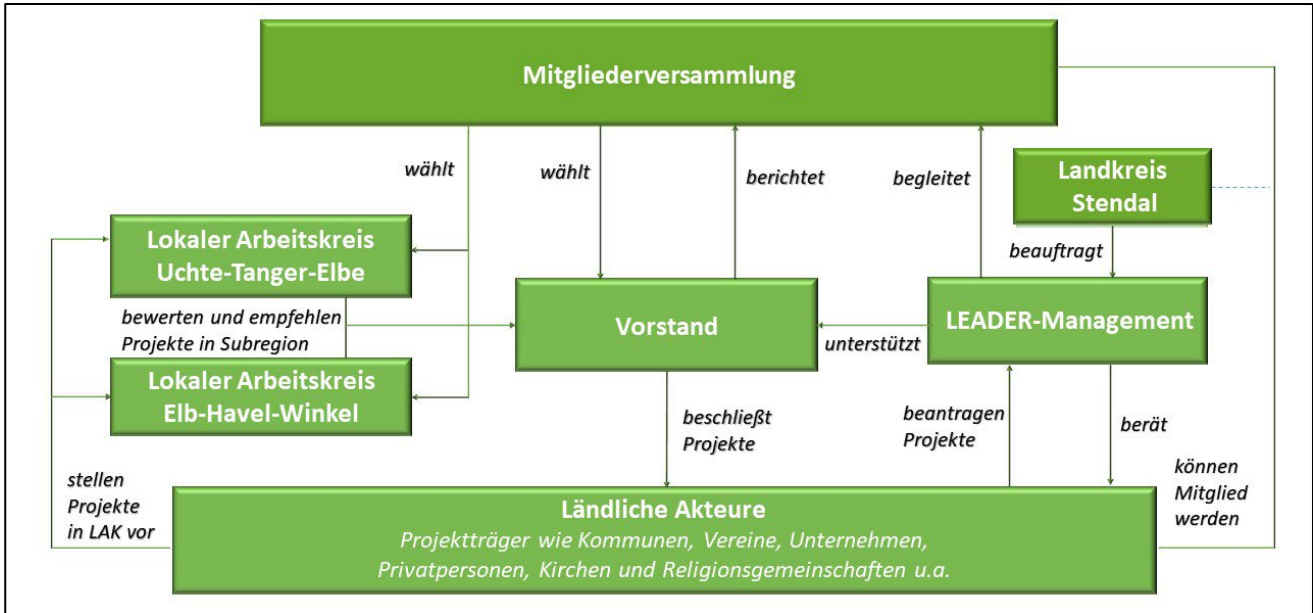 Mitgliederversammlung
wählt
wählt
berichtet
begleitet
Landkreis
Stendal
beauftragt
Lokaler Arbeitskreis
Uchte-Tanger-Elbe
bewerten und empfehlen
Projekte in Subregion
Lokaler Arbeitskreis
Elb-Havel-Winkel
Vorstand
unterstützt
LEADER-Management
beschließt
Projekte
beantragen
Projekte
berät
können
Mitglied
werden
stellen
Projekte
in LAK vor
Ländliche Akteure
Projektträger wie Kommunen, Vereine, Unternehmen,
Privatpersonen, Kirchen und Religionsgemeinschaften u.a.